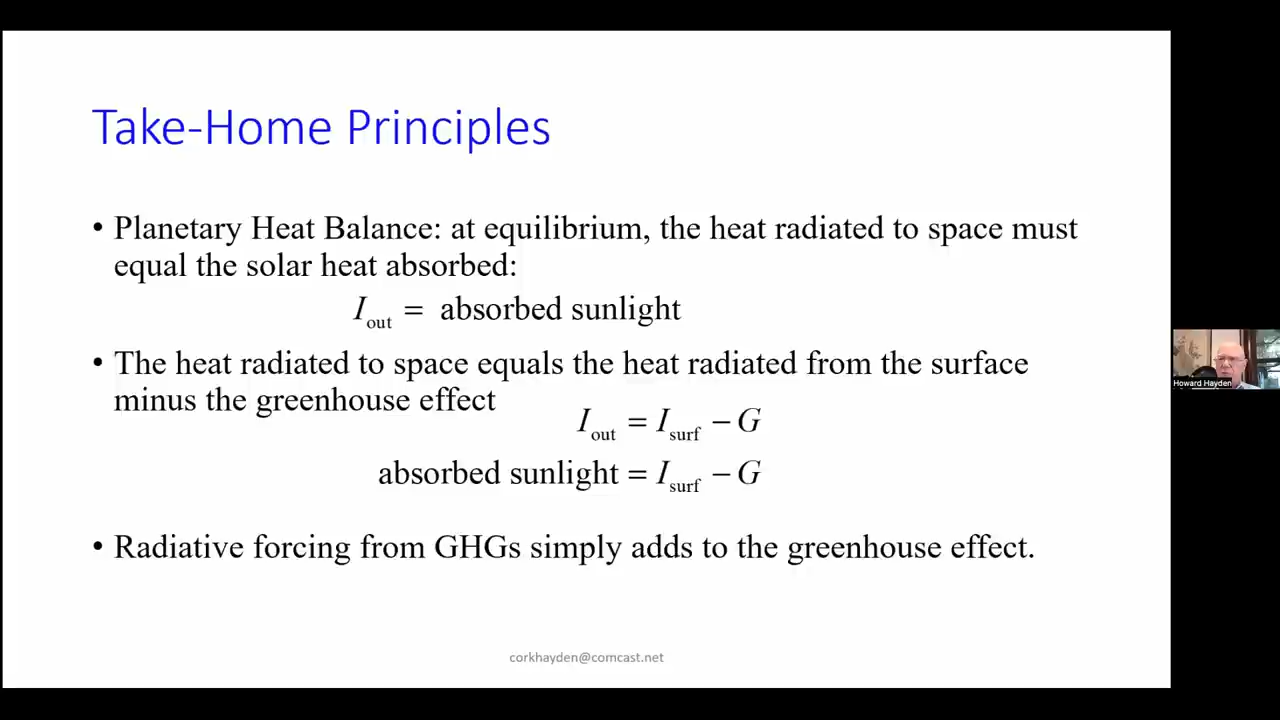 Take-Home Principles
• Planetary Heat Balance: at equilibrium, the heat radiated to space must
equal the solar heat absorbed:
I_out = absorbed sunlight
• The heat radiated to space equals the heat radiated from the surface
minus the greenhouse effect
I_out = I_surf − G
absorbed sunlight = I_surf − G
• Radiative forcing from GHGs simply adds to the greenhouse effect.
corkhayden@comcast.net
Howard Hayden